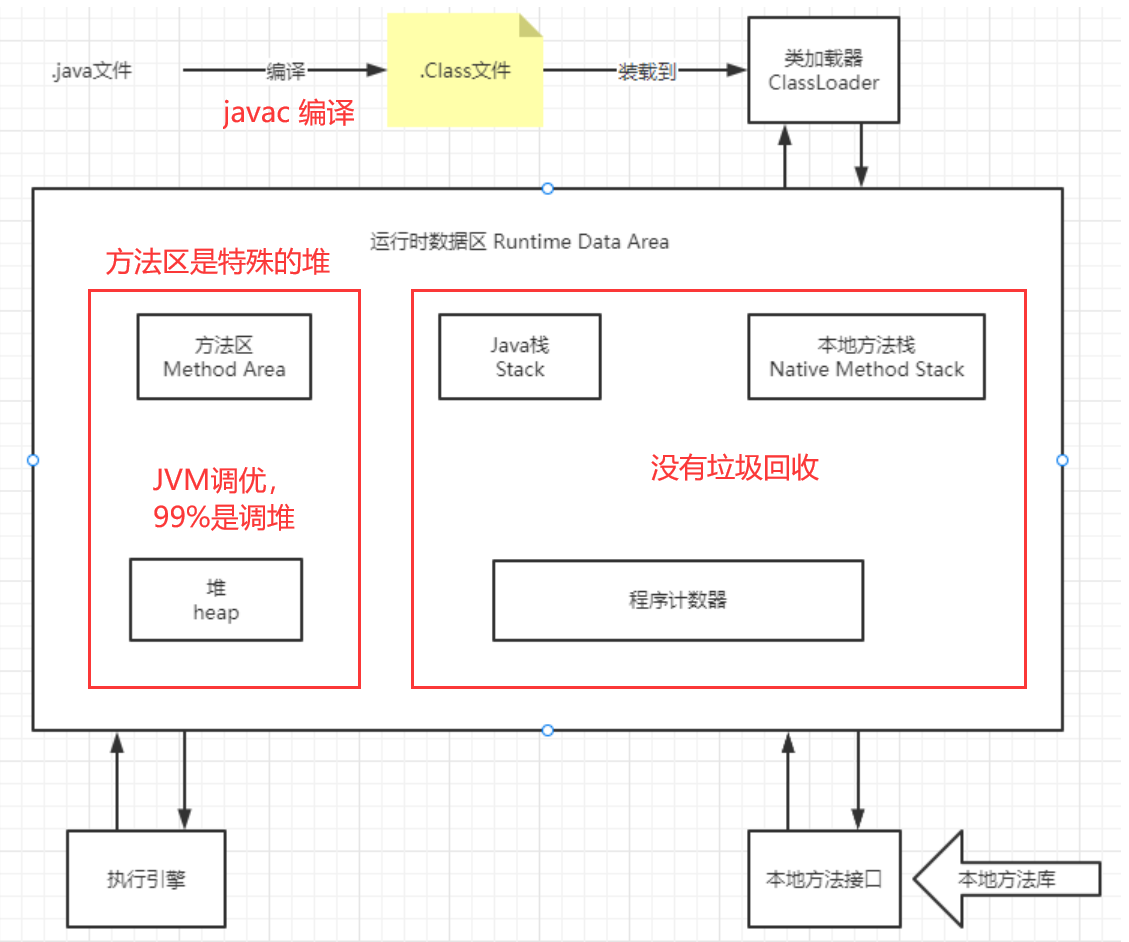 .java文件
编译
.Class文件
装载到
类加载器
ClassLoader
javac 编译
运行时数据区 Runtime Data Area
方法区是特殊的堆
方法区
Method Area
Java栈
Stack
本地方法栈
Native Method Stack
JVM调优，
99%是调堆
没有垃圾回收
堆
heap
程序计数器
执行引擎
本地方法接口
本地方法库